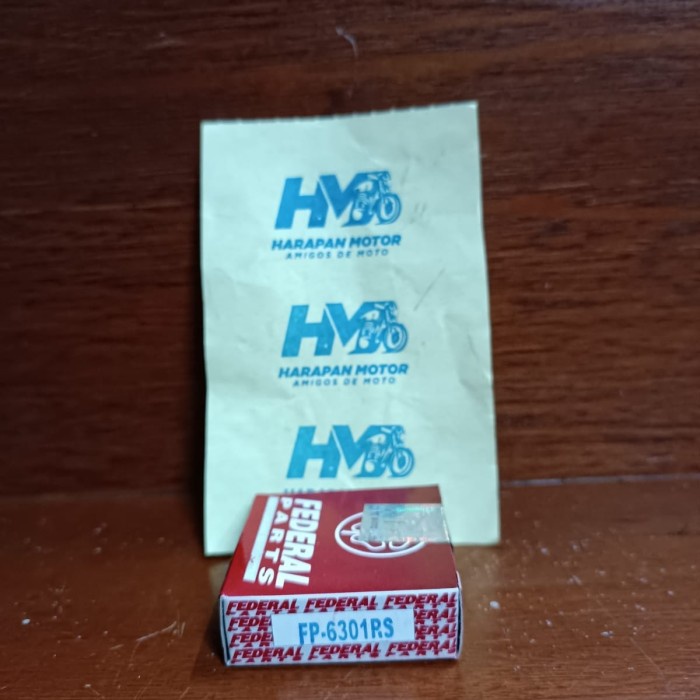 HM
HARAPAN MOTOR
AMIGOS DE MOTO
HM
HARAPAN MOTOR
AMIGOS DE MOTO
HM
FEDERAL
PARTS
FEDERAL FEDERAL FEDERAL
FEDERAL
FP-6301RS
FEDERAL